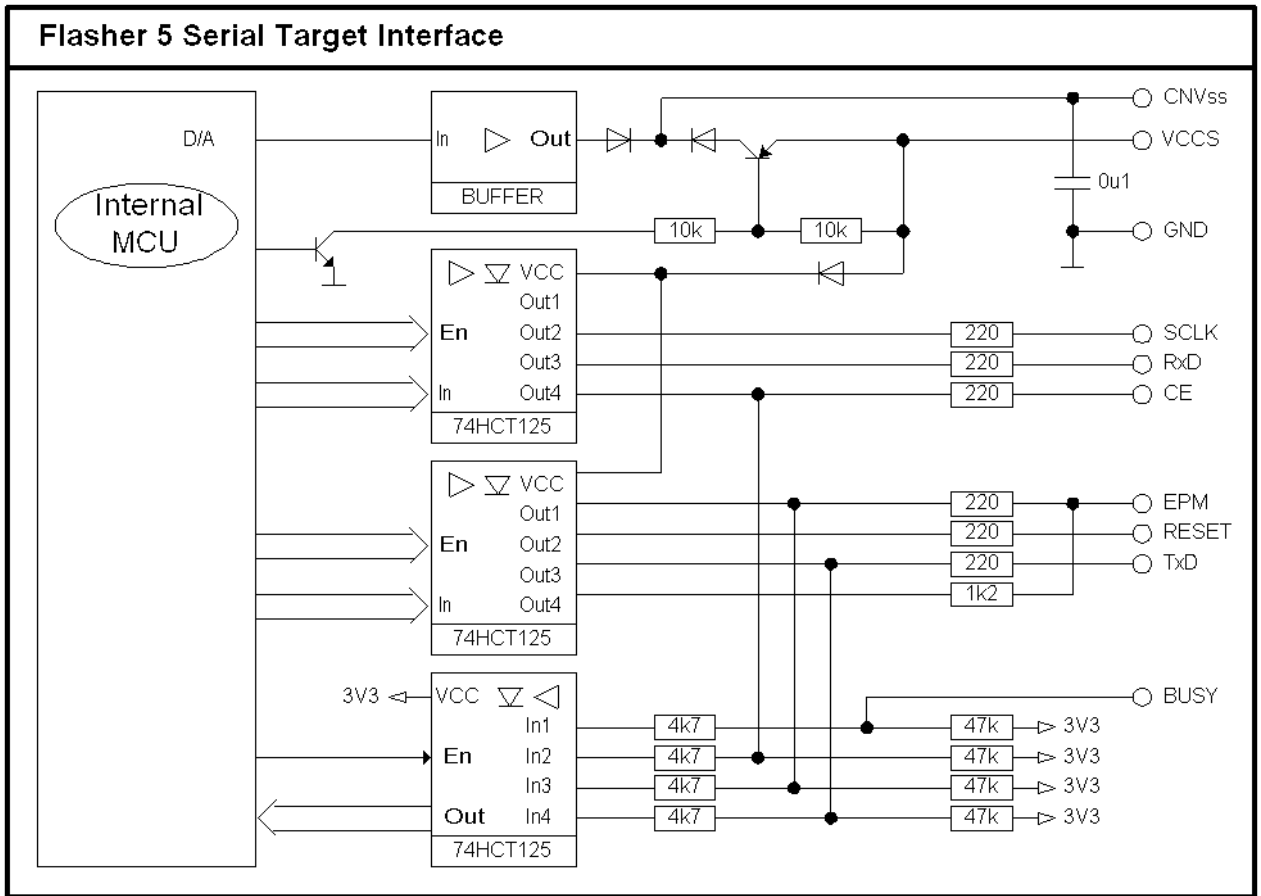 Flasher 5 Serial Target Interface
D/A
Internal
MCU
In Out
BUFFER
CNVss
VCCS
0u1
GND
10k 10k
VCC
Out1
En Out2 220 SCLK
Out3 220 RxD
In Out4 220 CE
74HCT125
VCC
Out1 220 EPM
En Out2 220 RESET
Out3 220 TxD
In Out4 1k2
74HCT125
3V3 VCC BUSY
In1 4k7 47k 3V3
En In2 4k7 47k 3V3
In3 4k7 47k 3V3
Out In4 4k7 47k 3V3
74HCT125